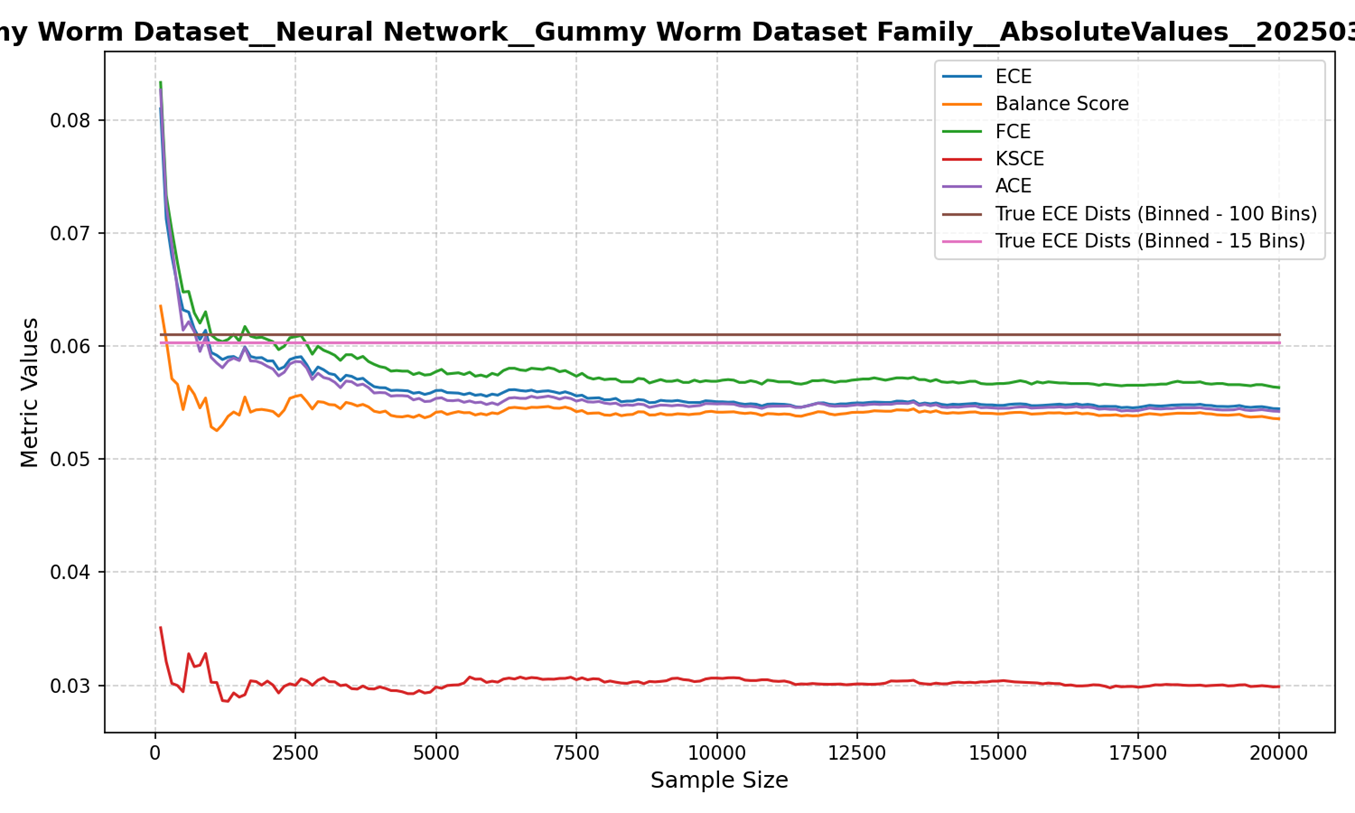 my Worm Dataset__Neural Network__Gummy Worm Dataset Family__AbsoluteValues__202503
ECE
Balance Score
FCE
KSCE
ACE
True ECE Dists (Binned - 100 Bins)
True ECE Dists (Binned - 15 Bins)
Metric Values
0.08
0.07
0.06
0.05
0.04
0.03
0
2500
5000
7500
10000
12500
15000
17500
20000
Sample Size